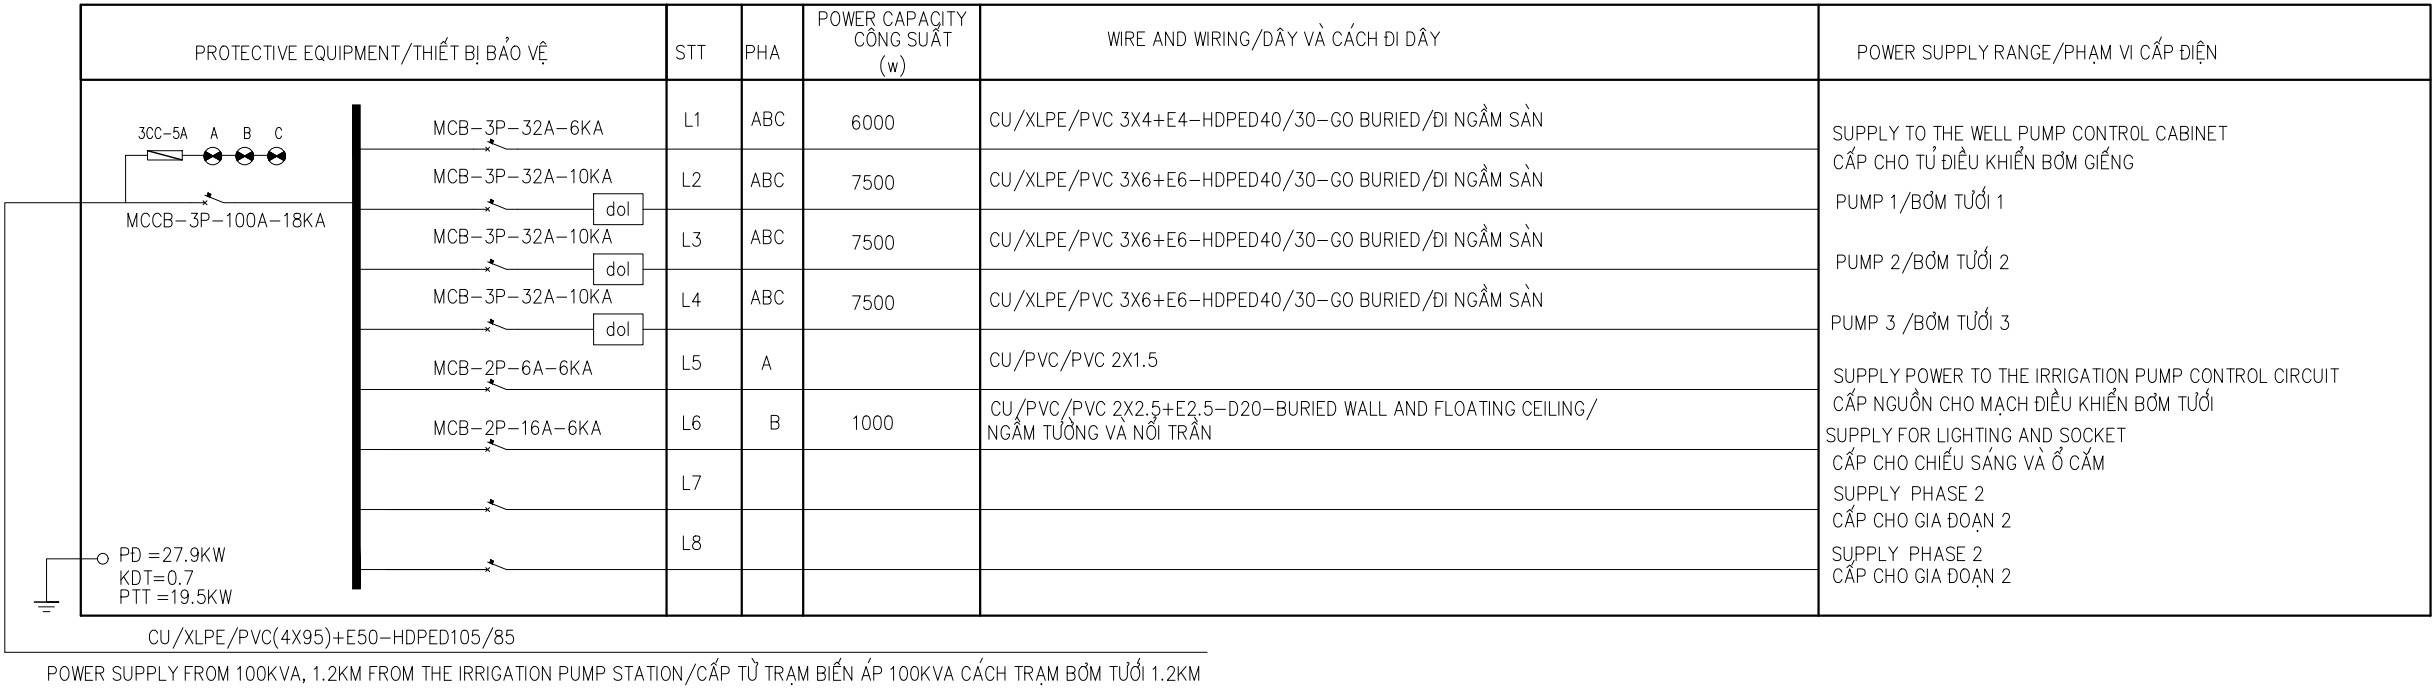 PROTECTIVE EQUIPMENT/THIẾT BỊ BẢO VỆ
STT
PHA
POWER CAPACITY
CÔNG SUẤT
(w)
WIRE AND WIRING/DÂY VÀ CÁCH ĐI DÂY
POWER SUPPLY RANGE/PHẠM VI CẤP ĐIỆN
3CC-5A A B C
MCCB-3P-100A-18KA
MCB-3P-32A-6KA
L1
ABC
6000
CU/XLPE/PVC 3X4+E4-HDPED40/30-GO BURIED/ĐI NGẦM SÀN
SUPPLY TO THE WELL PUMP CONTROL CABINET
CẤP CHO TỦ ĐIỀU KHIỂN BƠM GIẾNG
MCB-3P-32A-10KA
dol
L2
ABC
7500
CU/XLPE/PVC 3X6+E6-HDPED40/30-GO BURIED/ĐI NGẦM SÀN
PUMP 1/BƠM TƯỚI 1
MCB-3P-32A-10KA
dol
L3
ABC
7500
CU/XLPE/PVC 3X6+E6-HDPED40/30-GO BURIED/ĐI NGẦM SÀN
PUMP 2/BƠM TƯỚI 2
MCB-3P-32A-10KA
dol
L4
ABC
7500
CU/XLPE/PVC 3X6+E6-HDPED40/30-GO BURIED/ĐI NGẦM SÀN
PUMP 3 /BƠM TƯỚI 3
MCB-2P-6A-6KA
L5
A
CU/PVC/PVC 2X1.5
SUPPLY POWER TO THE IRRIGATION PUMP CONTROL CIRCUIT
CẤP NGUỒN CHO MẠCH ĐIỀU KHIỂN BƠM TƯỚI
MCB-2P-16A-6KA
L6
B
1000
CU/PVC/PVC 2X2.5+E2.5-D20-BURIED WALL AND FLOATING CEILING/
NGẦM TƯỜNG VÀ NỔI TRẦN
SUPPLY FOR LIGHTING AND SOCKET
CẤP CHO CHIẾU SÁNG VÀ Ổ CẮM
L7
SUPPLY PHASE 2
CẤP CHO GIA ĐOẠN 2
L8
SUPPLY PHASE 2
CẤP CHO GIA ĐOẠN 2
PĐ =27.9KW
KDT=0.7
PTT =19.5KW
CU/XLPE/PVC(4X95)+E50-HDPED105/85
POWER SUPPLY FROM 100KVA, 1.2KM FROM THE IRRIGATION PUMP STATION/CẤP TỪ TRẠM BIẾN ÁP 100KVA CÁCH TRẠM BƠM TƯỚI 1.2KM